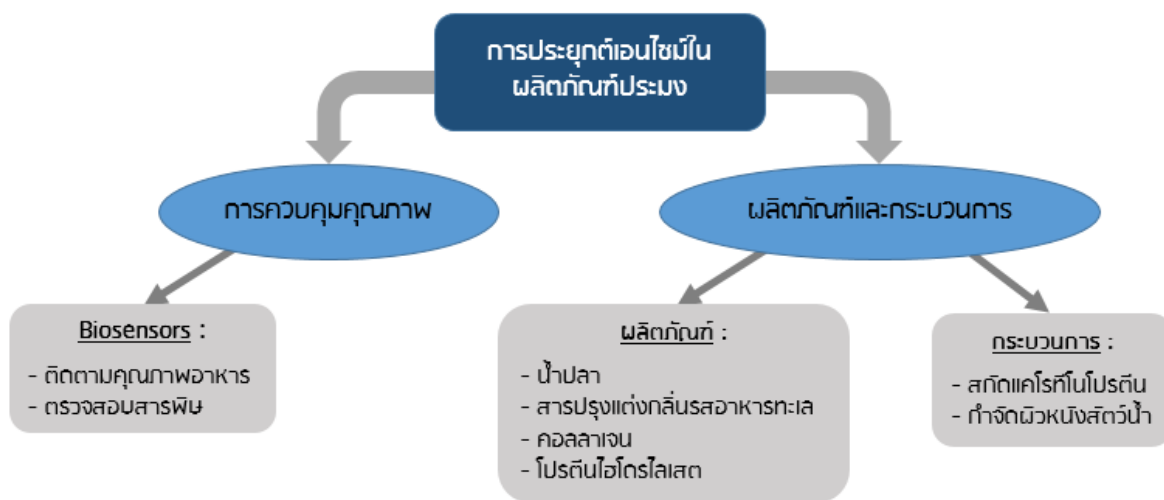 การประยุกต์เอนไซม์ใน
ผลิตภัณฑ์ประมง
การควบคุมคุณภาพ
ผลิตภัณฑ์และกระบวนการ
Biosensors :
- ติดตามคุณภาพอาหาร
- ตรวจสอบสารพิษ
ผลิตภัณฑ์ :
- น้ำปลา
- สารปรุงแต่งกลิ่นรสอาหารทะเล
- คอลลาเจน
- โปรตีนไฮโดรไลเสต
กระบวนการ :
- สกัดแคโรทีโนโปรตีน
- กำจัดผิวหนังสัตว์น้ำ